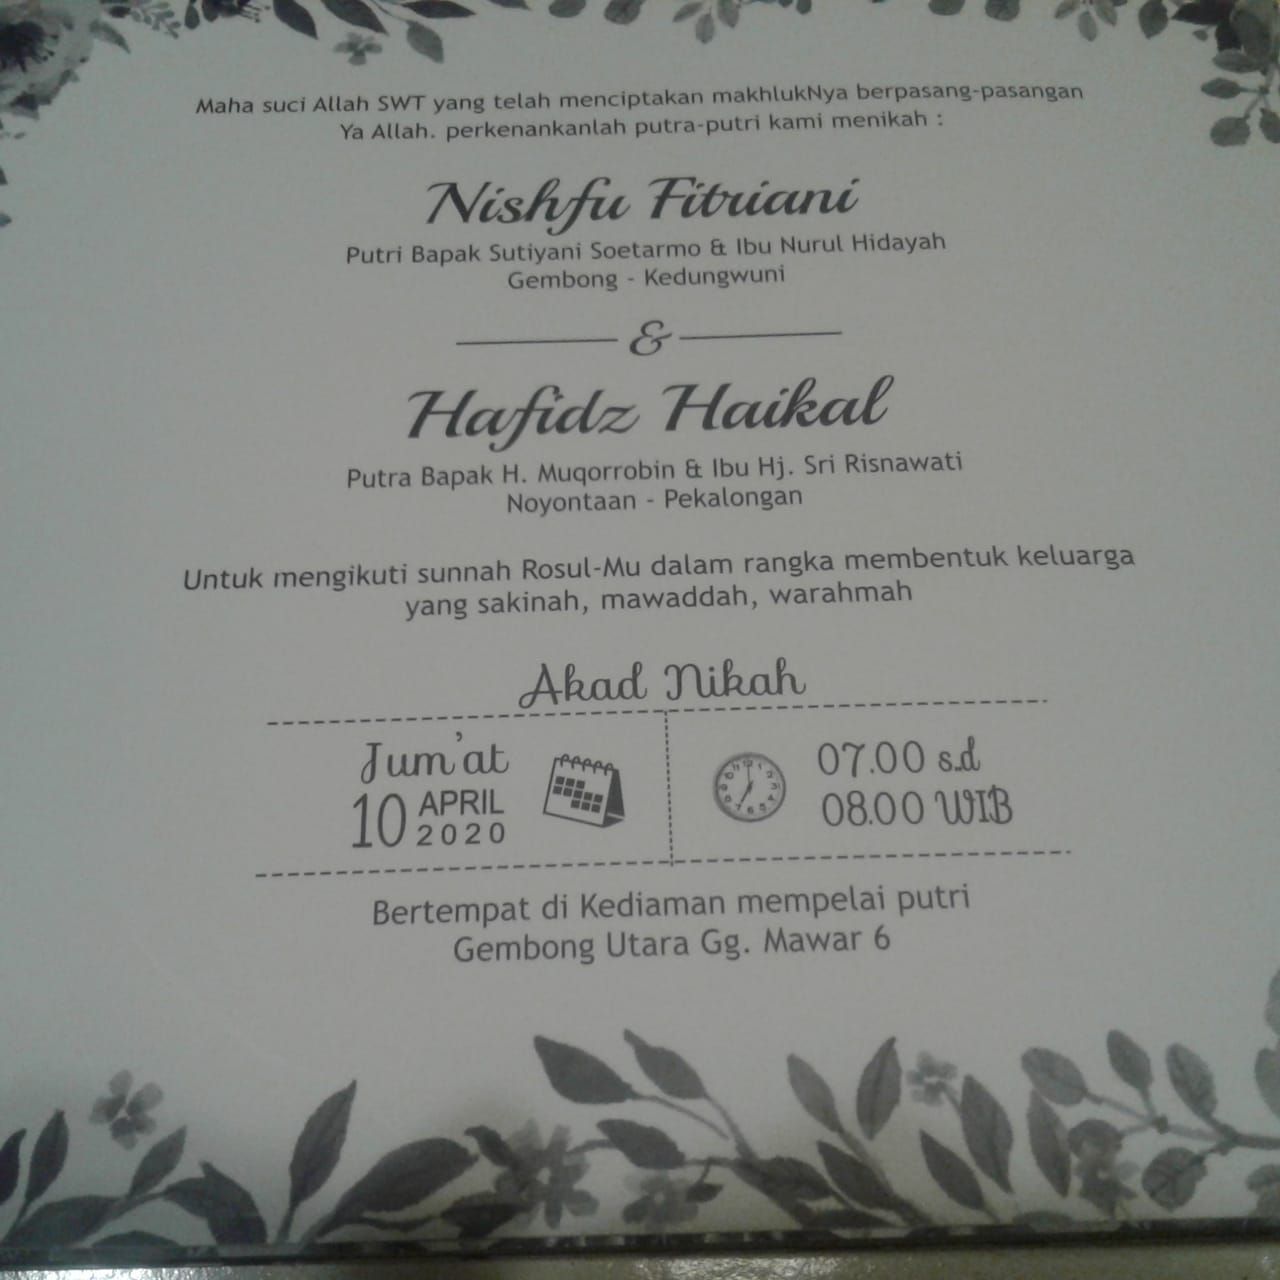 Maha suci Allah SWT yang telah menciptakan makhlukNya berpasang-pasangan
Ya Allah. perkenankanlah putra-putri kami menikah :
Nishfu Fitriani
Putri Bapak Sutiyani Soetarmo & Ibu Nurul Hidayah
Gembong - Kedungwuni
&
Hafidz Haikal
Putra Bapak H. Muqorrobin & Ibu Hj. Sri Risnawati
Noyontaan - Pekalongan
Untuk mengikuti sunnah Rosul-Mu dalam rangka membentuk keluarga
yang sakinah, mawaddah, warahmah
Akad Nikah
Jum'at
10 APRIL
2020
07.00 s.d
08.00 WIB
Bertempat di Kediaman mempelai putri
Gembong Utara Gg. Mawar 6